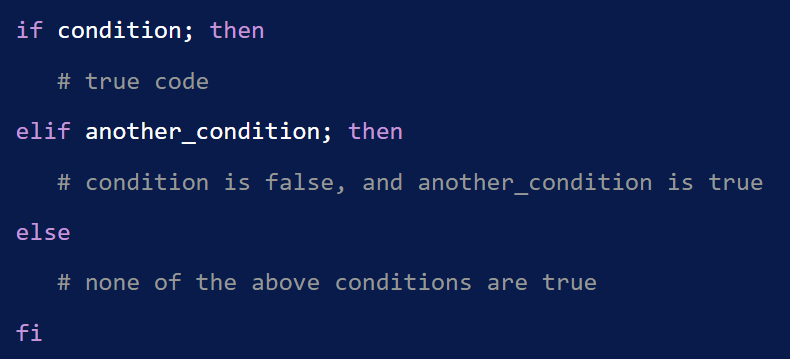 if condition; then
# true code
elif another_condition; then
# condition is false, and another_condition is true
else
# none of the above conditions are true
fi